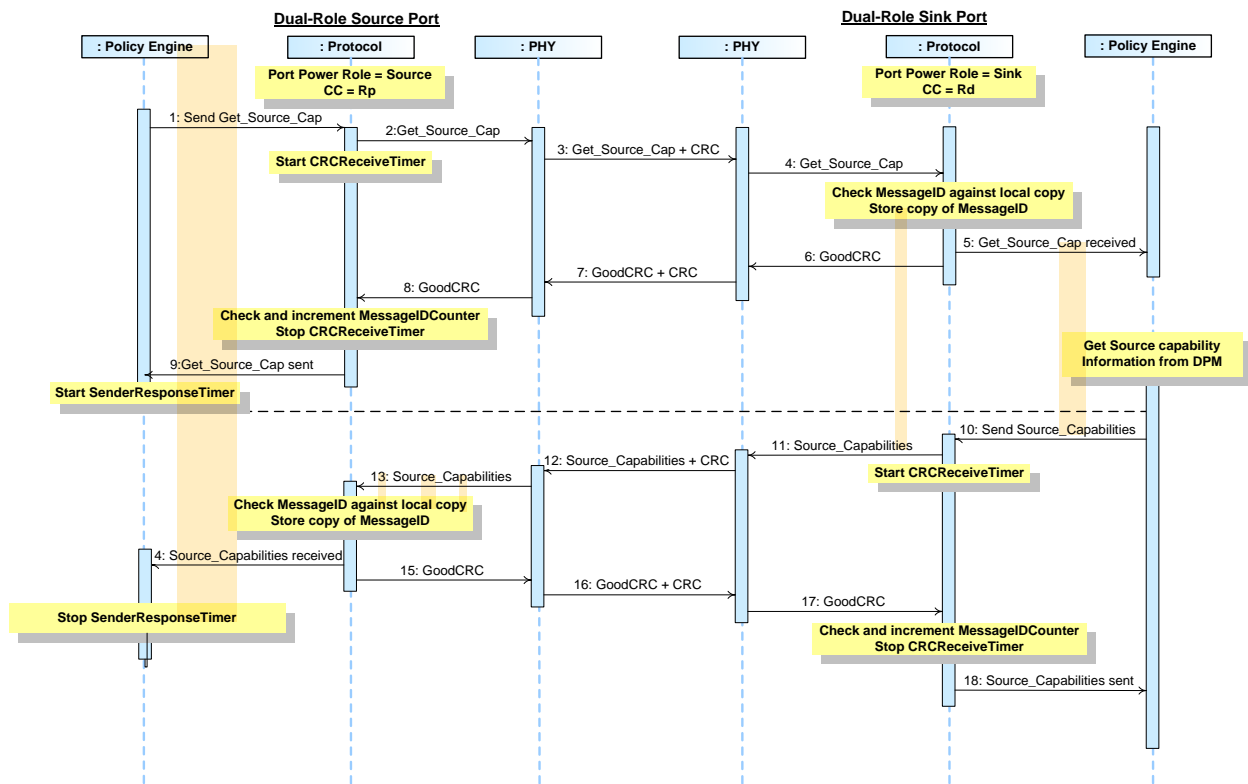 Dual-Role Source Port
Dual-Role Sink Port
: Policy Engine
: Protocol
: PHY
: PHY
: Protocol
: Policy Engine
Port Power Role = Source
CC = Rp
Port Power Role = Sink
CC = Rd
1: Send Get_Source_Cap
2:Get_Source_Cap
Start CRCReceiveTimer
3: Get_Source_Cap + CRC
4: Get_Source_Cap
Check MessageID against local copy
Store copy of MessageID
5: Get_Source_Cap received
6: GoodCRC
7: GoodCRC + CRC
8: GoodCRC
Check and increment MessageIDCounter
Stop CRCReceiveTimer
9:Get_Source_Cap sent
Start SenderResponseTimer
Get Source capability
Information from DPM
10: Send Source_Capabilities
11: Source_Capabilities
Start CRCReceiveTimer
12: Source_Capabilities + CRC
13: Source_Capabilities
Check MessageID against local copy
Store copy of MessageID
4: Source_Capabilities received
15: GoodCRC
16: GoodCRC + CRC
17: GoodCRC
Stop SenderResponseTimer
Check and increment MessageIDCounter
Stop CRCReceiveTimer
18: Source_Capabilities sent